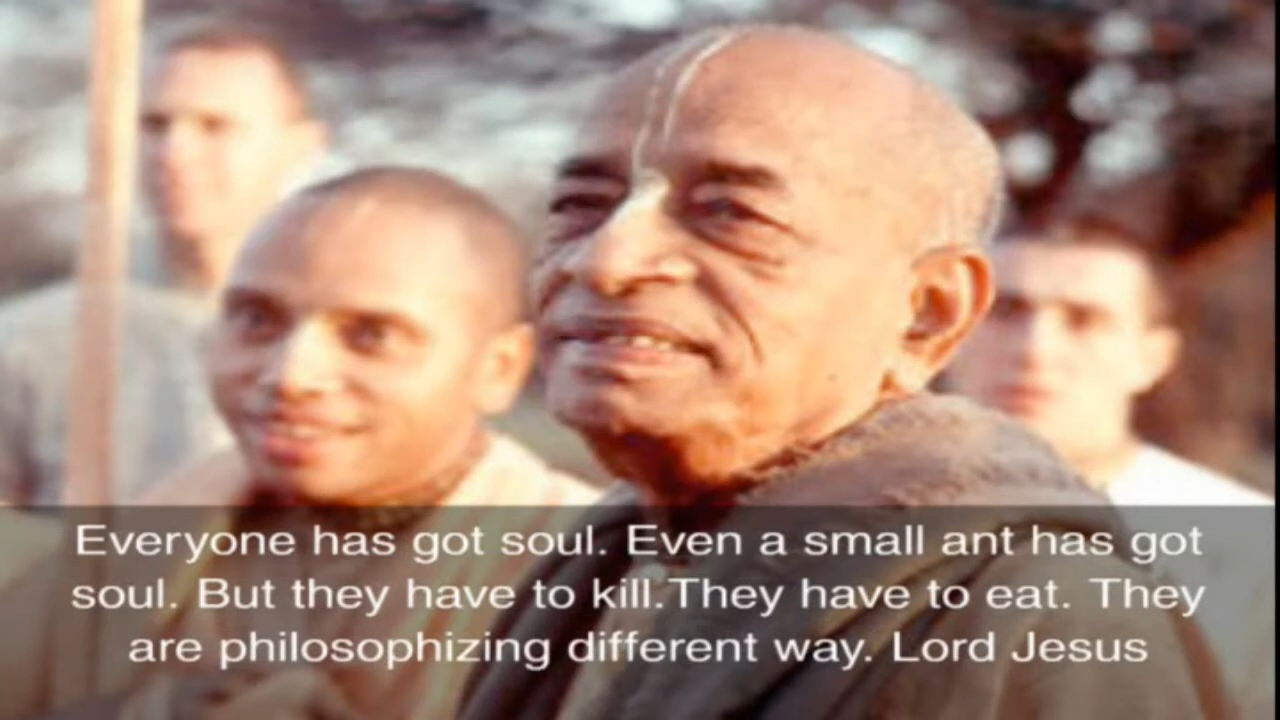 Everyone has got soul. Even a small ant has got
soul. But they have to kill.They have to eat. They
are philosophizing different way. Lord Jesus